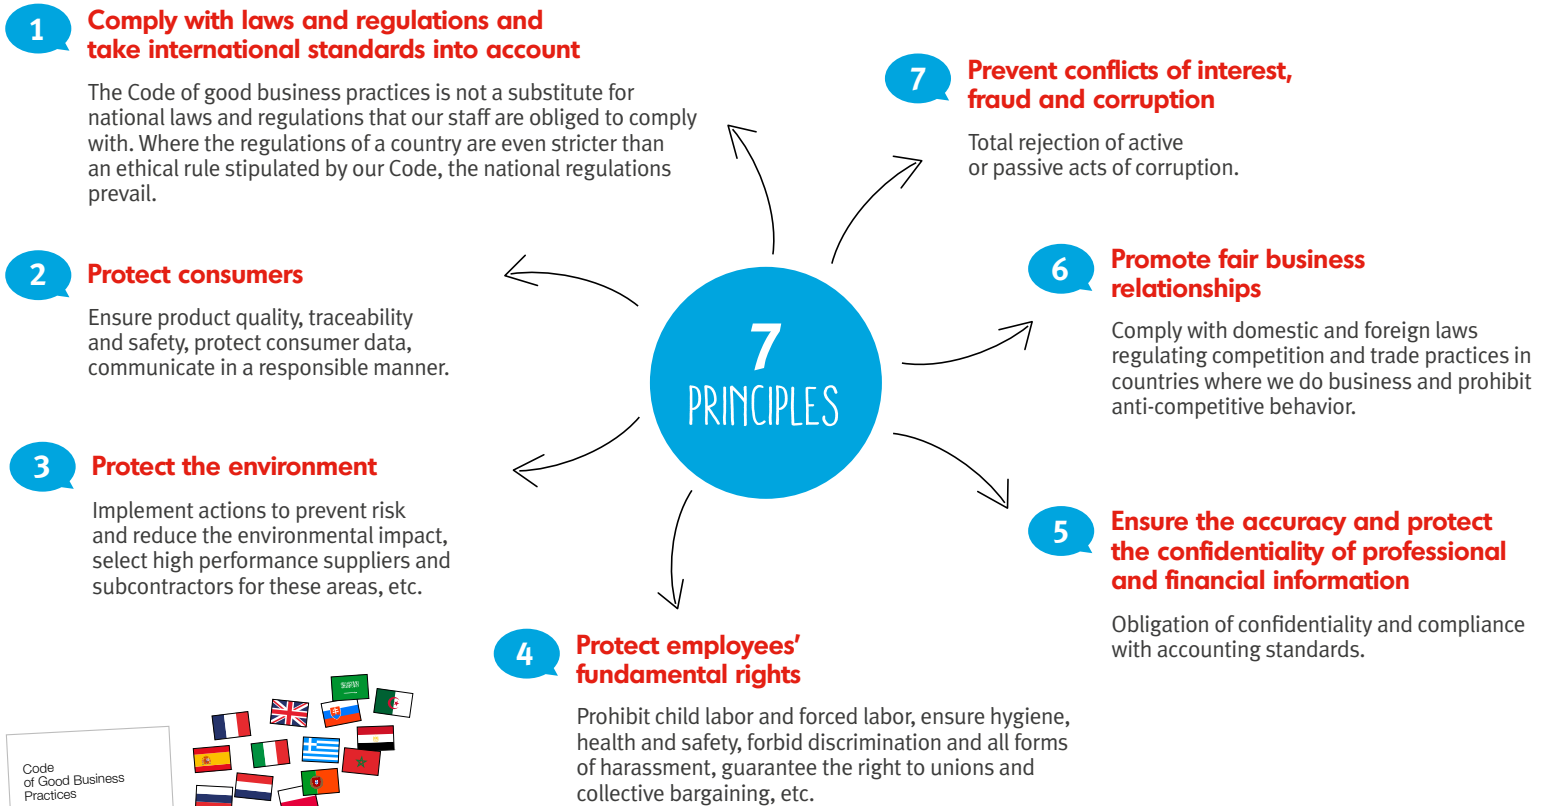 1
Comply with laws and regulations and
take international standards into account
The Code of good business practices is not a substitute for
national laws and regulations that our staff are obliged to comply
with. Where the regulations of a country are even stricter than
an ethical rule stipulated by our Code, the national regulations
prevail.
2
Protect consumers
Ensure product quality, traceability
and safety, protect consumer data,
communicate in a responsible manner.
3
Protect the environment
Implement actions to prevent risk
and reduce the environmental impact,
select high performance suppliers and
subcontractors for these areas, etc.
4
Protect employees’
fundamental rights
Prohibit child labor and forced labor, ensure hygiene,
health and safety, forbid discrimination and all forms
of harassment, guarantee the right to unions and
collective bargaining, etc.
5
Ensure the accuracy and protect
the confidentiality of professional
and financial information
Obligation of confidentiality and compliance
with accounting standards.
6
Promote fair business
relationships
Comply with domestic and foreign laws
regulating competition and trade practices in
countries where we do business and prohibit
anti-competitive behavior.
7
Prevent conflicts of interest,
fraud and corruption
Total rejection of active
or passive acts of corruption.
7
PRINCIPLES
Code
of Good Business
Practices